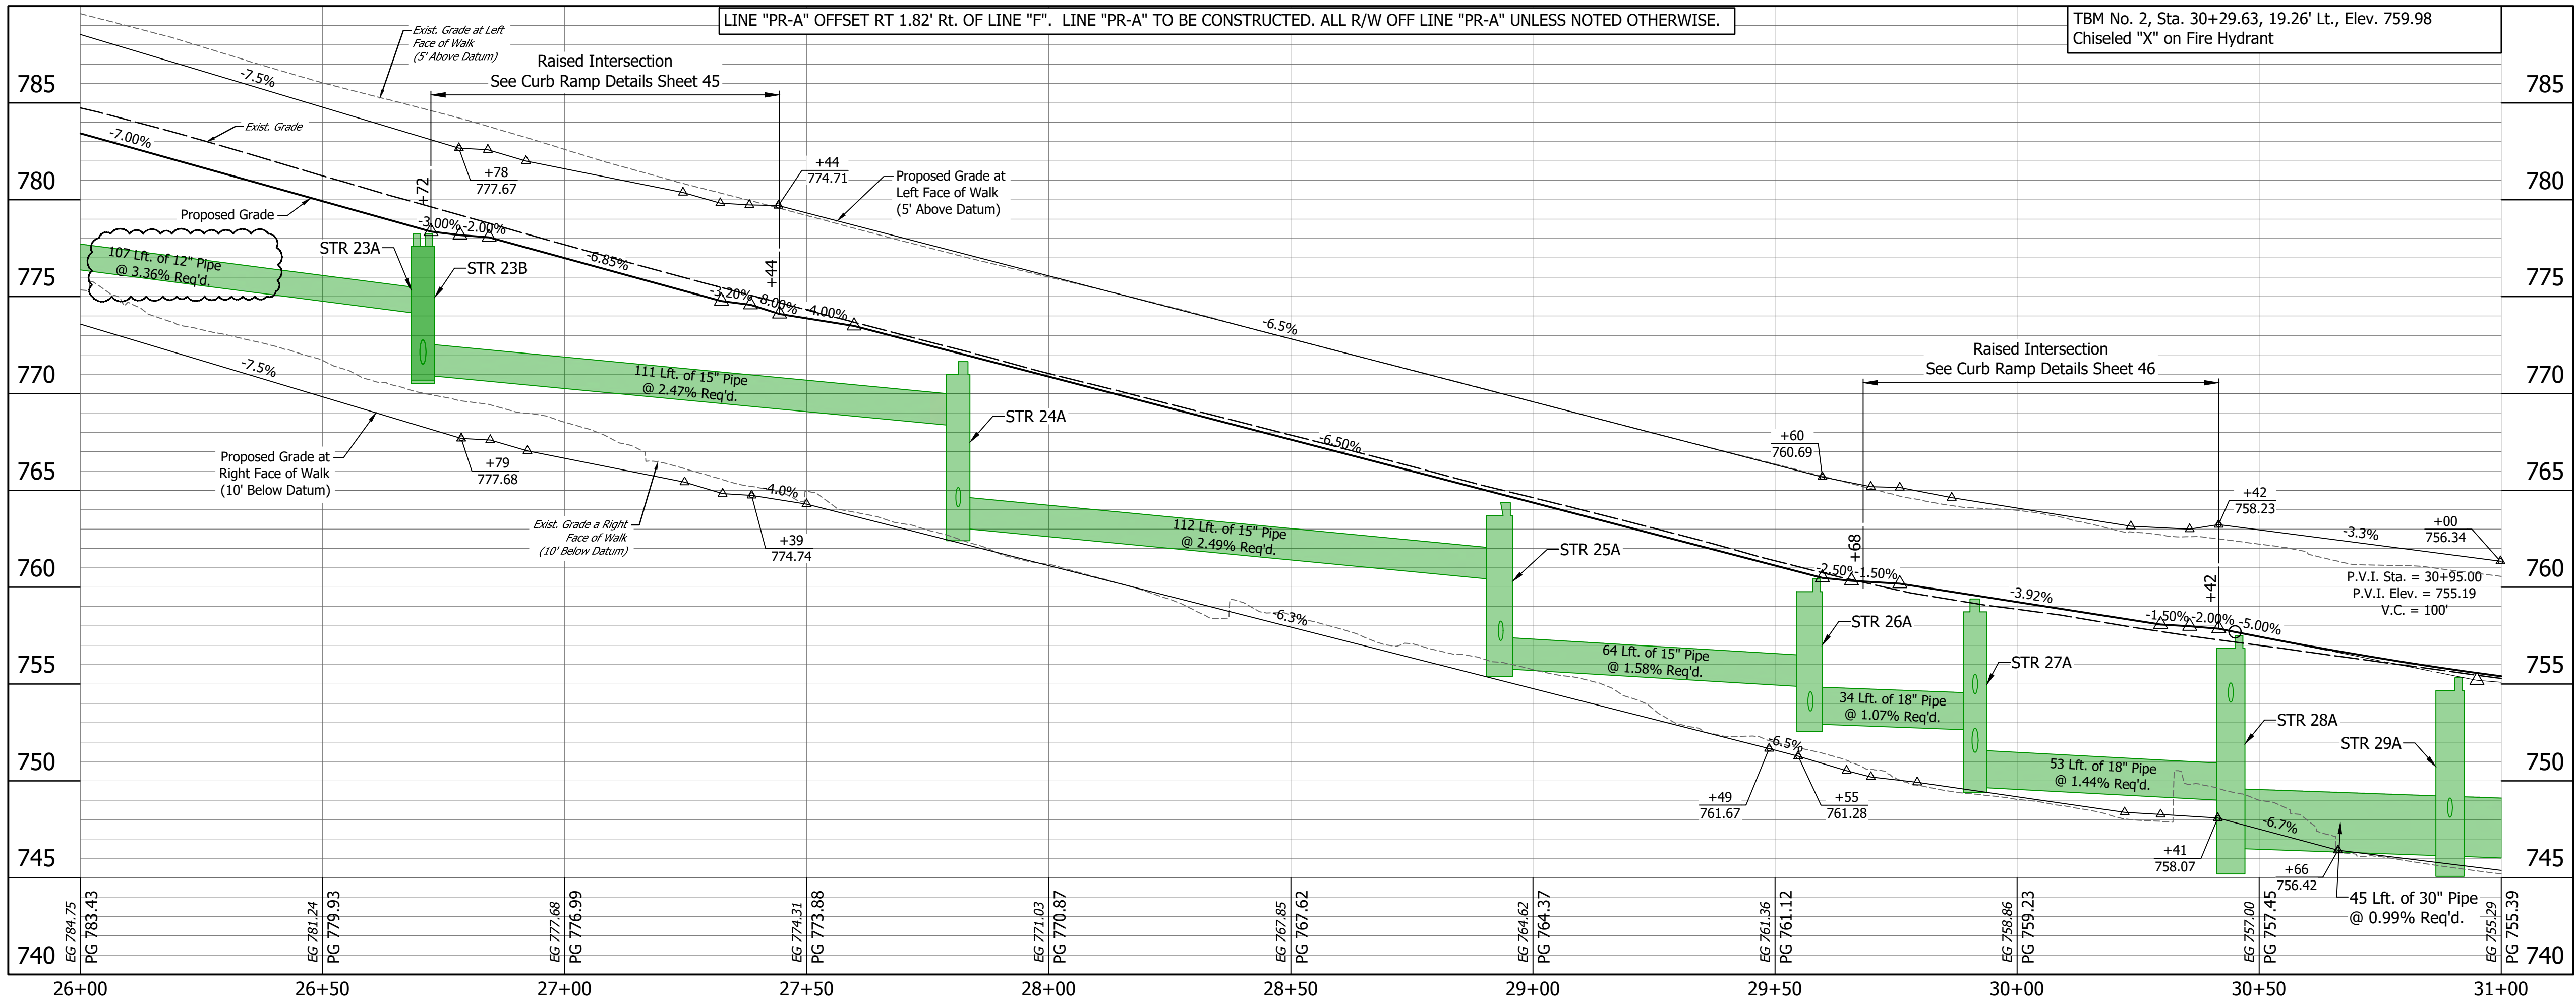 LINE "PR-A" OFFSET RT 1.82' Rt. OF LINE "F". LINE "PR-A" TO BE CONSTRUCTED. ALL R/W OFF LINE "PR-A" UNLESS NOTED OTHERWISE.
TBM No. 2, Sta. 30+29.63, 19.26' Lt., Elev. 759.98
Chiseled "X" on Fire Hydrant
Exist. Grade at Left
Face of Walk
(5' Above Datum)
Raised Intersection
See Curb Ramp Details Sheet 45
785
785
-7.5%
-7.00%
Exist. Grade
+44
774.71
Proposed Grade at
Left Face of Walk
(5' Above Datum)
+78
777.67
+72
780
780
Proposed Grade
-3.00%
-2.00%
STR 23A
STR 23B
107 Lft. of 12" Pipe
@ 3.36% Req'd.
-6.85%
+44
775
775
-3.20%
-8.00%
-4.00%
-6.5%
Raised Intersection
See Curb Ramp Details Sheet 46
-7.5%
770
770
111 Lft. of 15" Pipe
@ 2.47% Req'd.
STR 24A
-6.50%
+60
760.69
Proposed Grade at
Right Face of Walk
(10' Below Datum)
+79
777.68
765
765
-4.0%
+42
758.23
+00
756.34
-3.3%
Exist. Grade a Right
Face of Walk
(10' Below Datum)
+39
774.74
112 Lft. of 15" Pipe
@ 2.49% Req'd.
STR 25A
+68
760
760
-2.50%
-1.50%
-3.92%
+42
P.V.I. Sta. = 30+95.00
P.V.I. Elev. = 755.19
V.C. = 100'
-6.3%
STR 26A
-1.50%
-2.00%
-5.00%
755
755
64 Lft. of 15" Pipe
@ 1.58% Req'd.
STR 27A
34 Lft. of 18" Pipe
@ 1.07% Req'd.
STR 28A
STR 29A
-6.5%
750
750
53 Lft. of 18" Pipe
@ 1.44% Req'd.
+49
761.67
+55
761.28
-6.7%
745
745
+41
758.07
+66
756.42
45 Lft. of 30" Pipe
@ 0.99% Req'd.
740
740
EG 784.75
PG 783.43
EG 781.24
PG 779.93
EG 777.68
PG 776.99
EG 774.31
PG 773.88
EG 771.03
PG 770.87
EG 767.85
PG 767.62
EG 764.62
PG 764.37
EG 761.36
PG 761.12
EG 758.86
PG 759.23
EG 757.00
PG 757.45
EG 755.29
PG 755.39
26+00
26+50
27+00
27+50
28+00
28+50
29+00
29+50
30+00
30+50
31+00